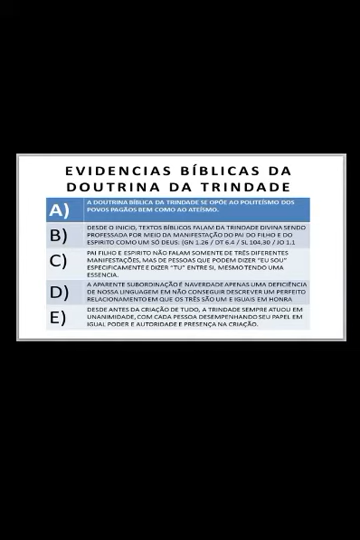 EVIDENCIAS BÍBLICAS DA
DOUTRINA DA TRINDADE
A) A DOUTRINA BÍBLICA DA TRINDADE SE OPÕE AO POLITEÍSMO DOS
POVOS PAGÃOS BEM COMO AO ATEÍSMO.
B) DESDE O INICIO, TEXTOS BÍBLICOS FALAM DA TRINDADE DIVINA SENDO
PROFESSADA POR MEIO DA MANIFESTAÇÃO DO PAI DO FILHO E DO
ESPIRITO COMO UM SÓ DEUS: (GN 1.26 / DT 6.4 / SL 104,30 / JO 1,1
C) PAI FILHO E ESPIRITO NÃO FALAM SOMENTE DE TRÊS DIFERENTES
MANIFESTAÇÕES, MAS DE PESSOAS QUE PODEM DIZER "EU SOU"
ESPECIFICAMENTE E DIZER "TU" ENTRE SI, MESMO TENDO UMA
ESSENCIA.
D) A APARENTE SUBORDINAÇÃO É NAVERDADE APENAS UMA DEFICIÊNCIA
DE NOSSA LINGUAGEM EM NÃO CONSEGUIR DESCREVER UM PERFEITO
RELACIONAMENTO EM QUE OS TRÊS SÃO UM E IGUAIS EM HONRA
E) DESDE ANTES DA CRIAÇÃO DE TUDO, A TRINDADE SEMPRE ATUOU EM
UNANIMIDADE, COM CADA PESSOA DESEMPENHANDO SEU PAPEL EM
IGUAL PODER E AUTORIDADE E PRESENÇA NA CRIAÇÃO.